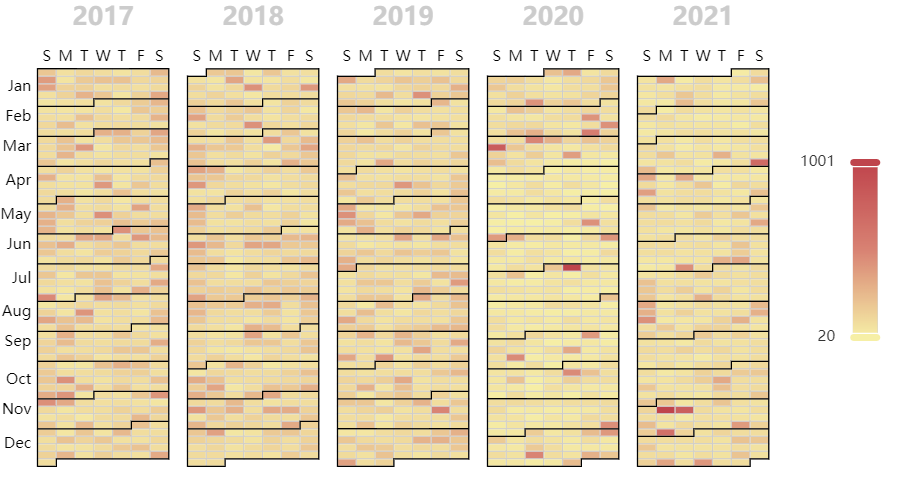 2017 2018 2019 2020 2021
S M T W T F S S M T W T F S S M T W T F S S M T W T F S S M T W T F S
Jan
Feb
Mar
1001
Apr
May
Jun
Jul
Aug
20
Sep
Oct
Nov
Dec